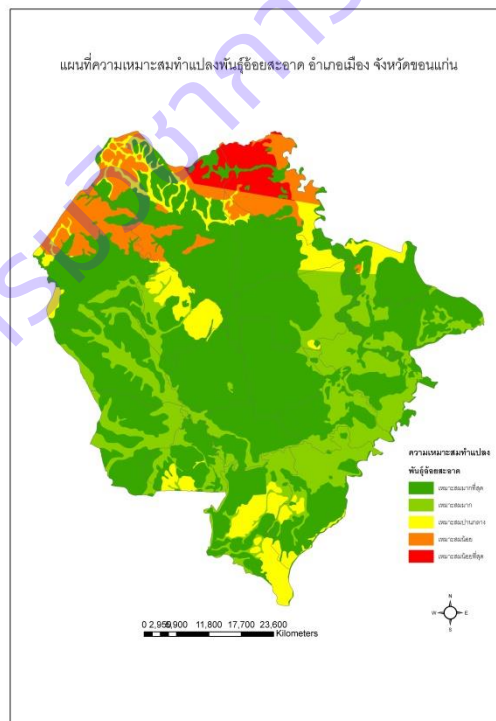 แผนที่ความเหมาะสมทำแปลงพันธุ์อ้อยสะอาด อำเภอเมือง จังหวัดขอนแก่น
ความเหมาะสมทำแปลง
พันธุ์อ้อยสะอาด
เหมาะสมมากที่สุด
เหมาะสมมาก
เหมาะสมปานกลาง
เหมาะสมน้อย
เหมาะสมน้อยที่สุด
N
W E
S
0 2,950 5,900 11,800 17,700 23,600
Kilometers